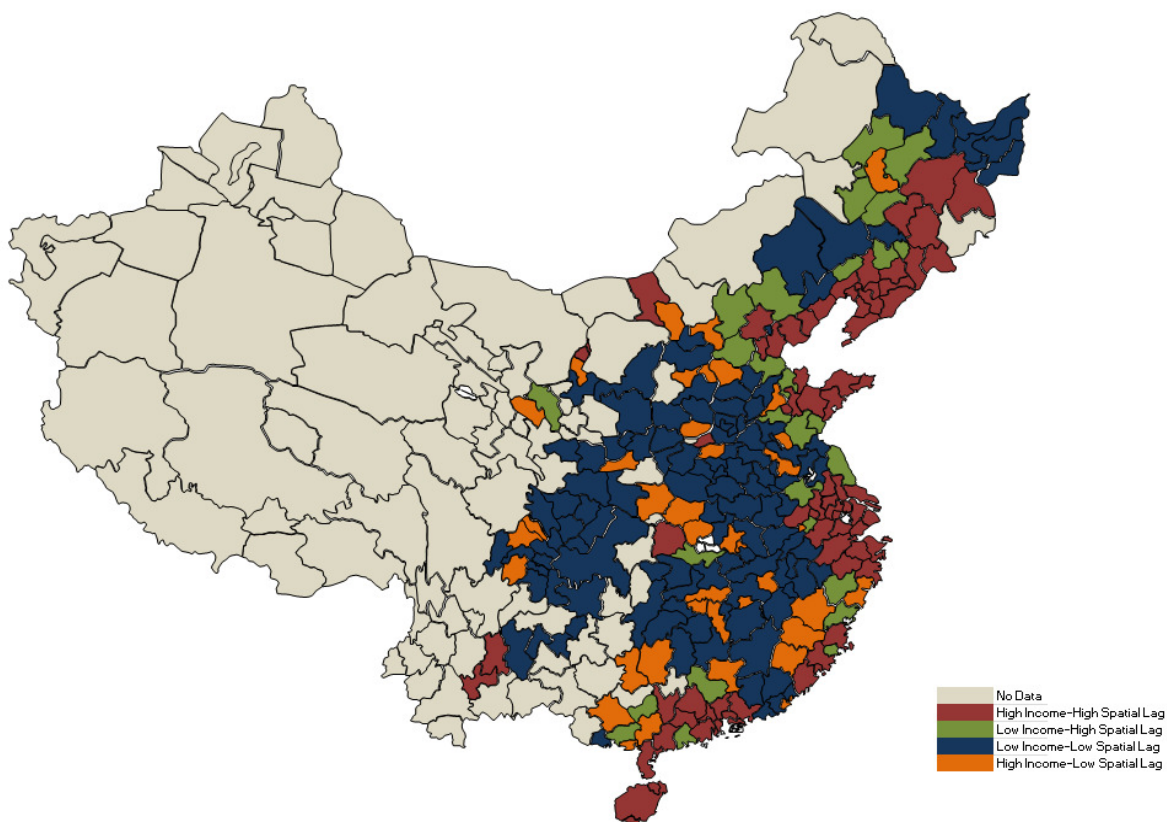 No Data
High Income-High Spatial Lag
Low Income-High Spatial Lag
Low Income-Low Spatial Lag
High Income-Low Spatial Lag